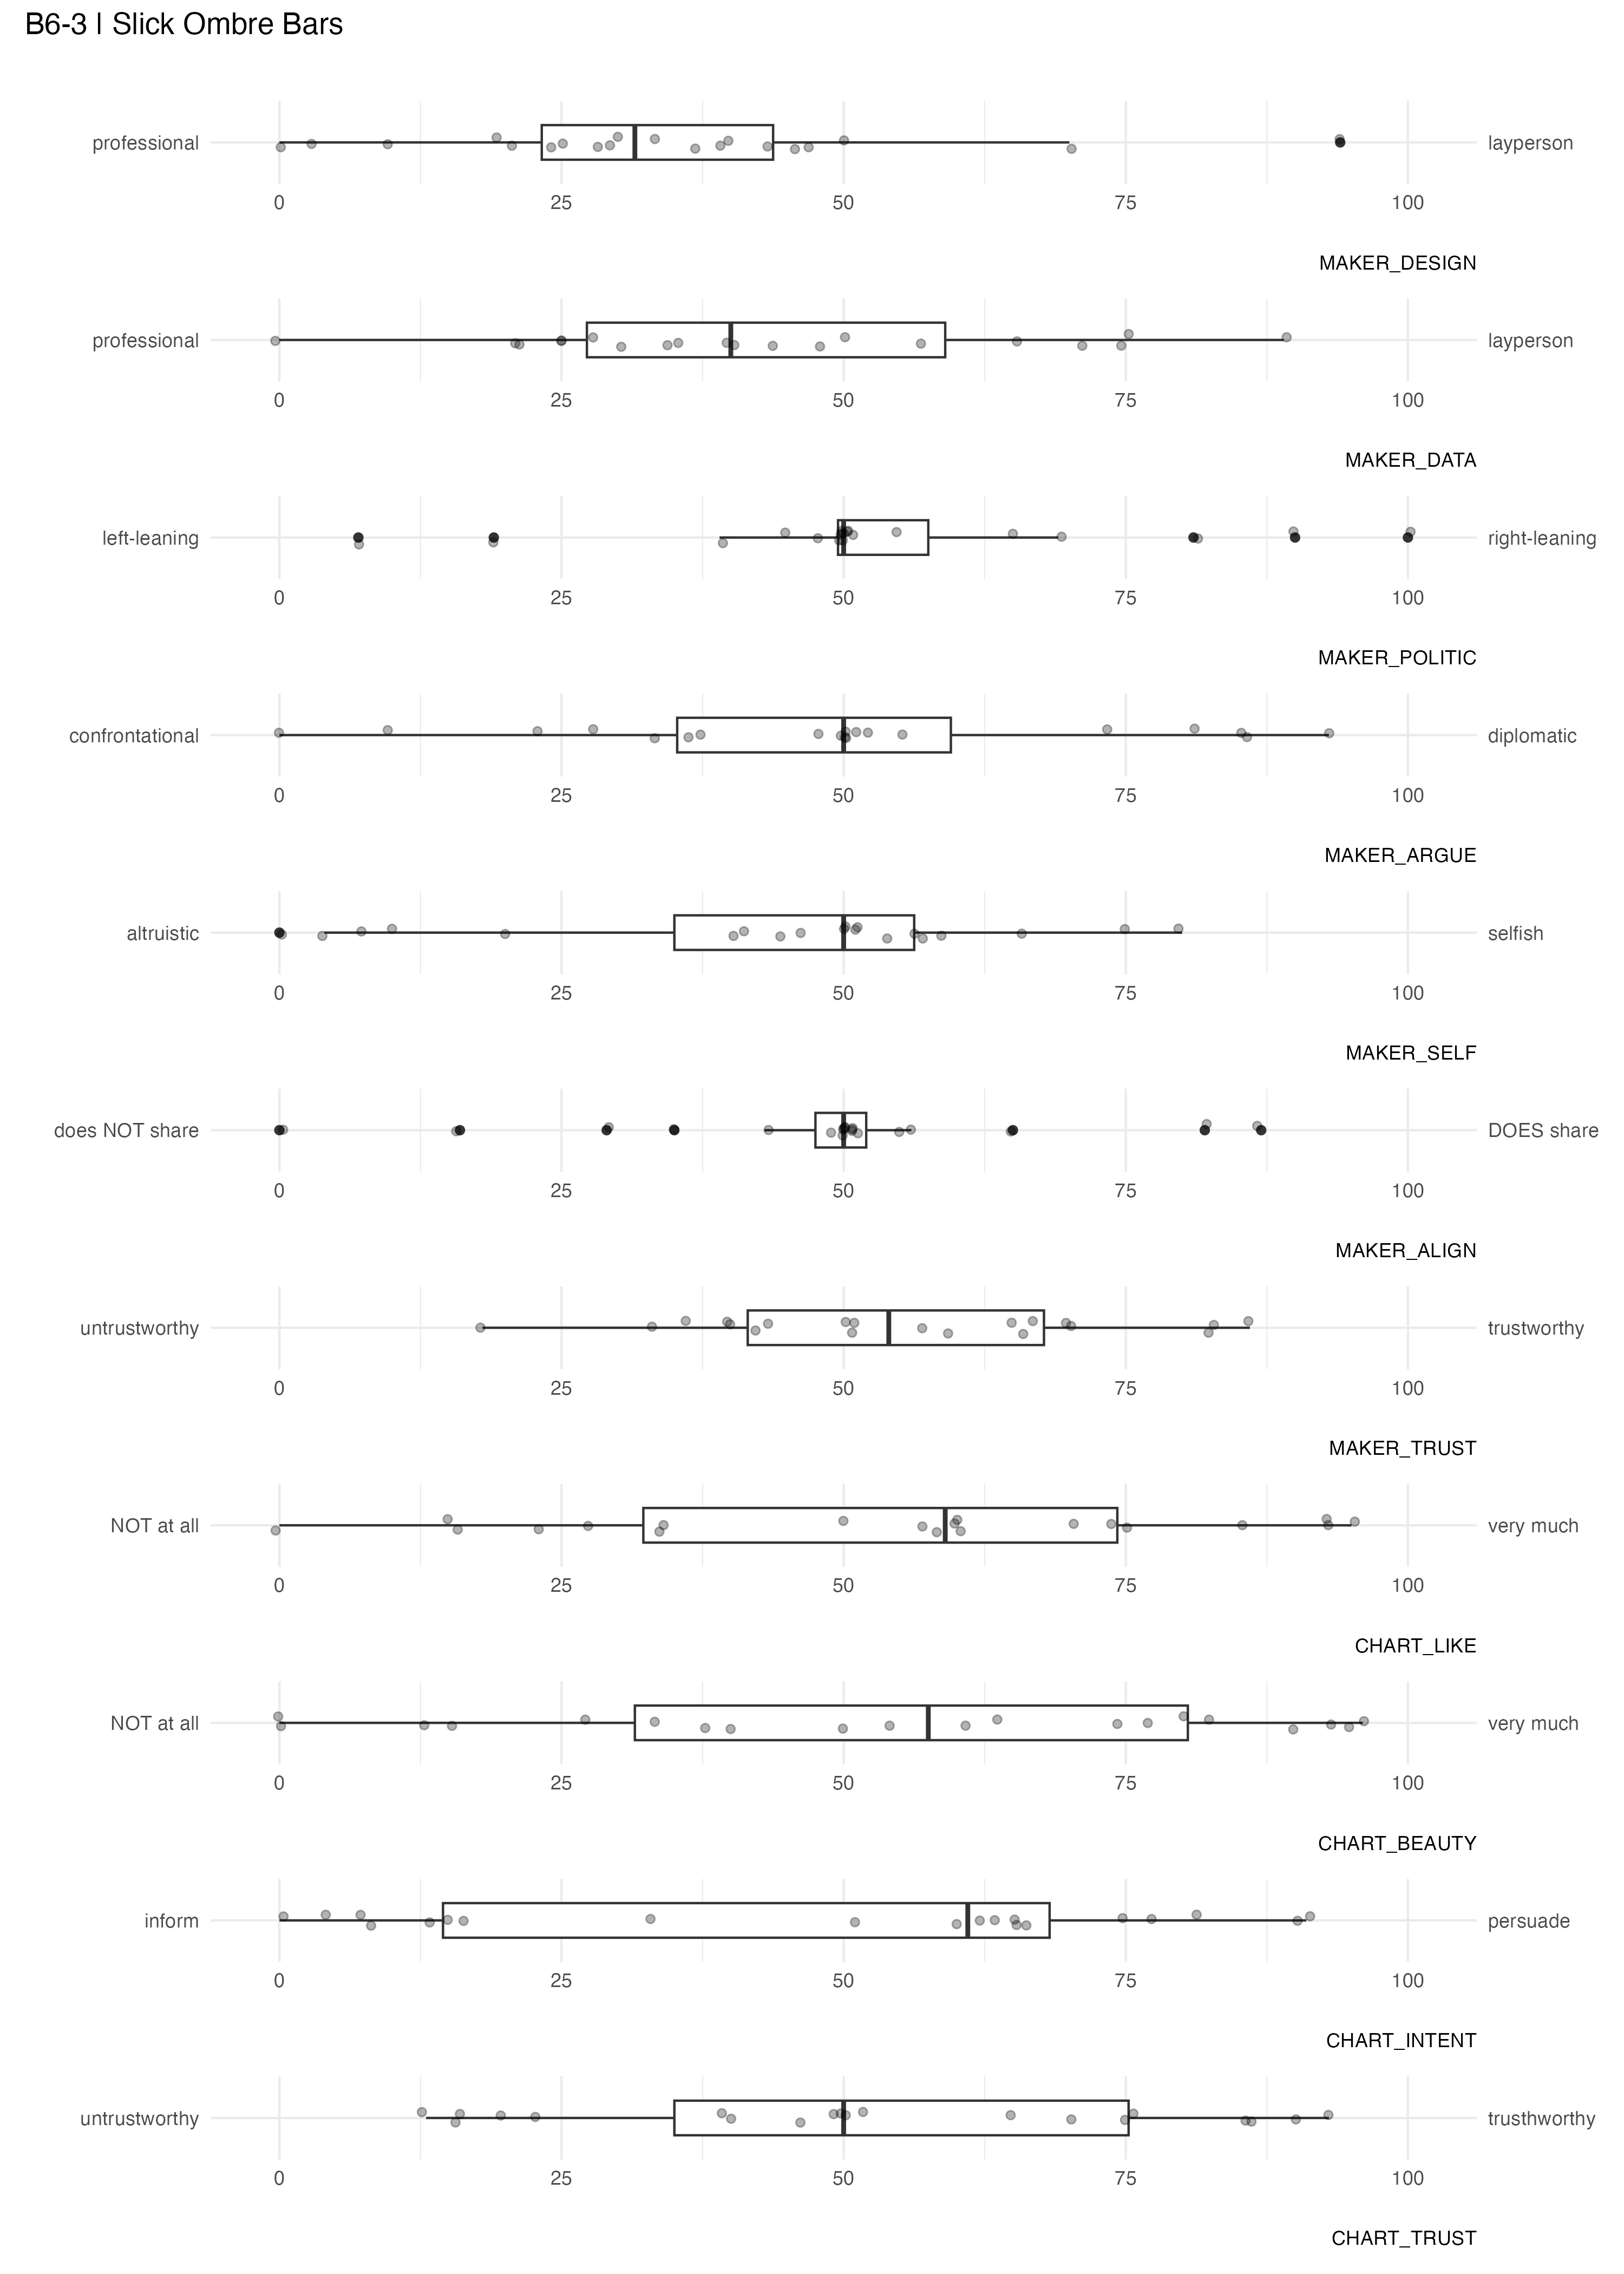 B6-3 | Slick Ombre Bars
professional layperson
0 25 50 75 100
MAKER_DESIGN
professional layperson
0 25 50 75 100
MAKER_DATA
left-leaning right-leaning
0 25 50 75 100
MAKER_POLITIC
confrontational diplomatic
0 25 50 75 100
MAKER_ARGUE
altruistic selfish
0 25 50 75 100
MAKER_SELF
does NOT share DOES share
0 25 50 75 100
MAKER_ALIGN
untrustworthy trustworthy
0 25 50 75 100
MAKER_TRUST
NOT at all very much
0 25 50 75 100
CHART_LIKE
NOT at all very much
0 25 50 75 100
CHART_BEAUTY
inform persuade
0 25 50 75 100
CHART_INTENT
untrustworthy trusthworthy
0 25 50 75 100
CHART_TRUST